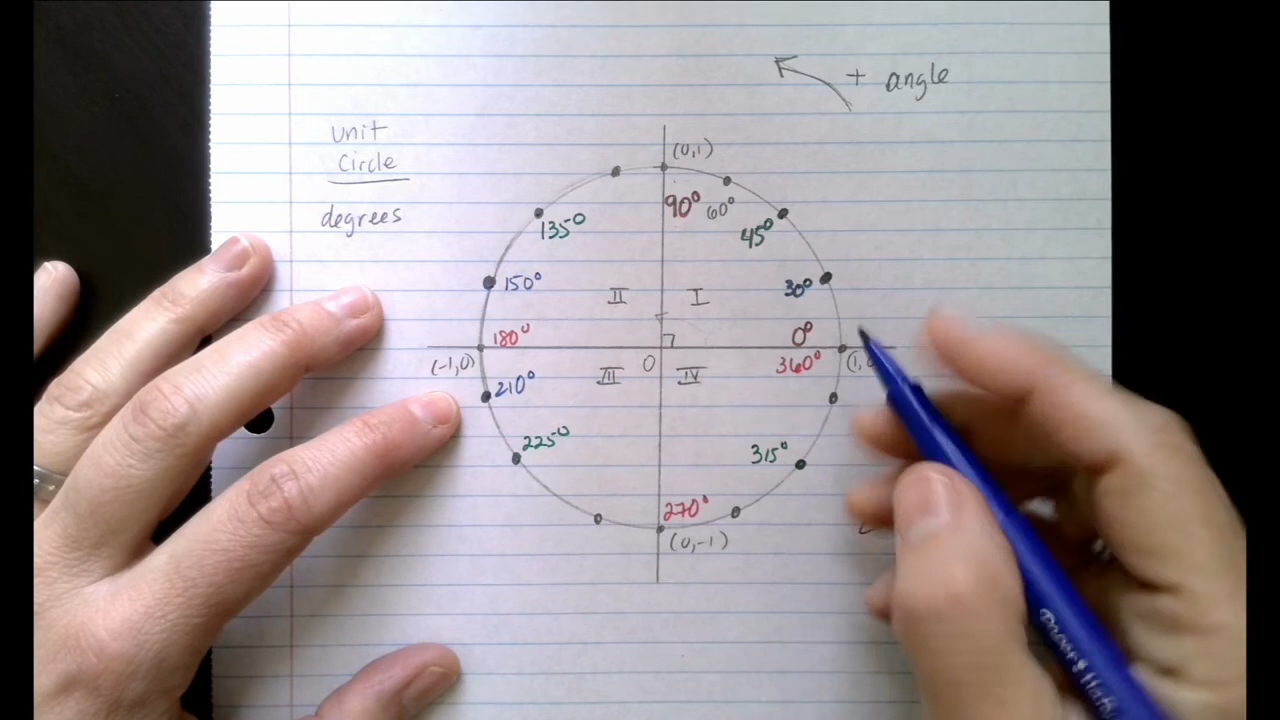 + angle
unit
Circle
degrees
(0,1)
90° 60°
135° 45°
150° 30°
II I
180° 0°
(-1,0) 0 360° (1,
III IV
210°
225° 315°
270°
(0,-1)